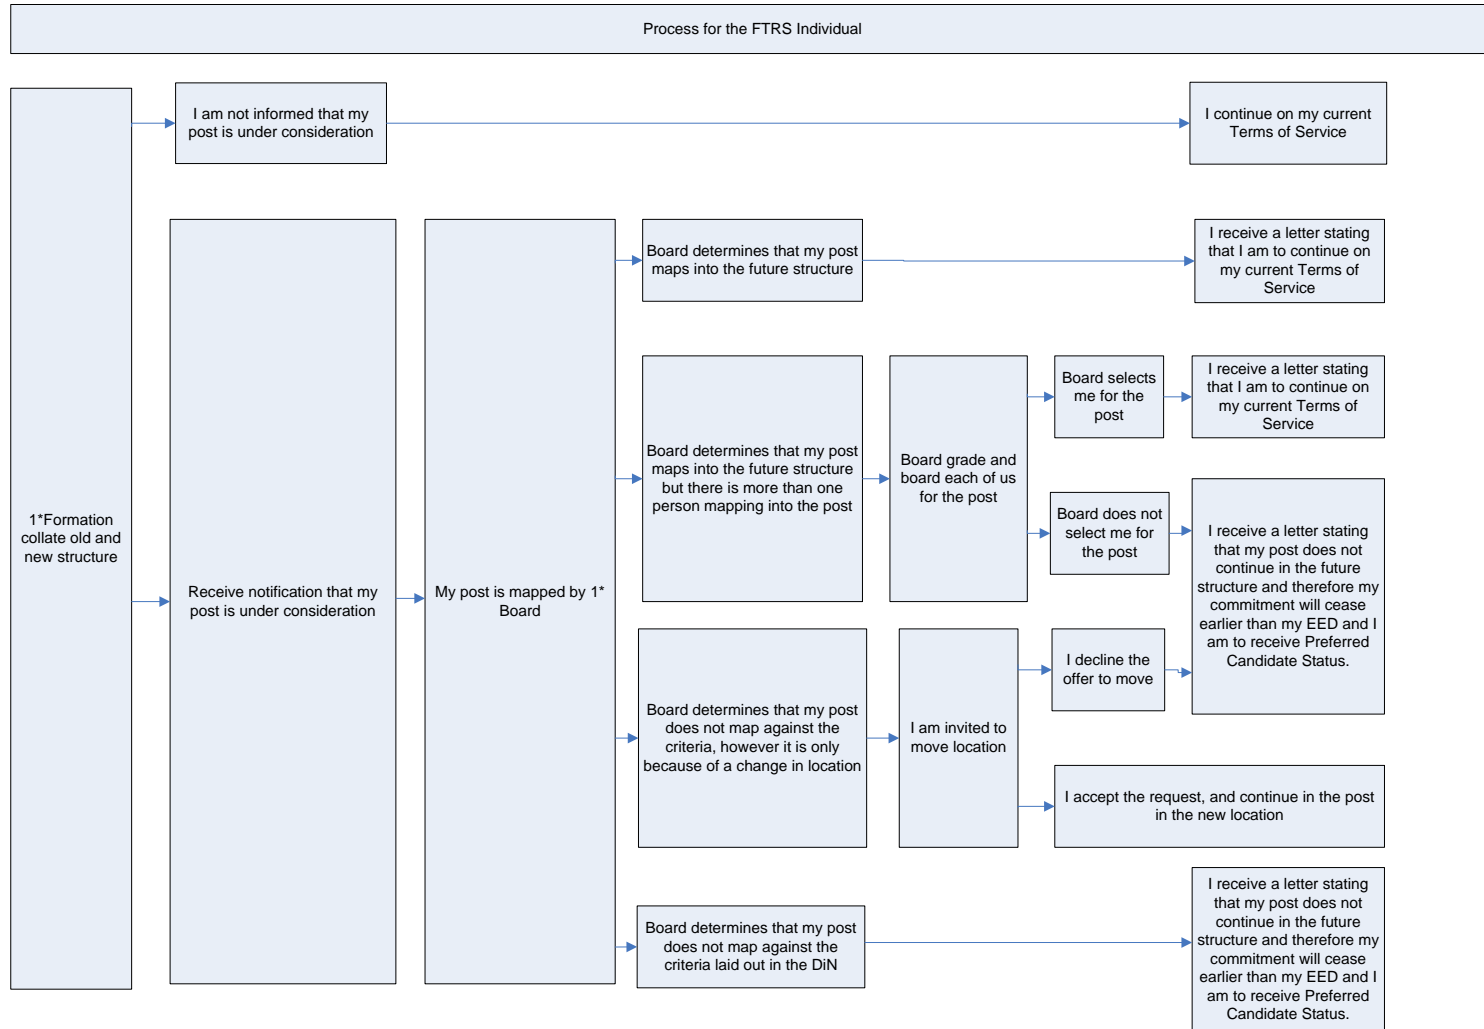 Process for the FTRS Individual
I am not informed that my
post is under consideration
I continue on my current
Terms of Service
1*Formation
collate old and
new structure
Receive notification that my
post is under consideration
My post is mapped by 1*
Board
Board determines that my post
maps into the future structure
I receive a letter stating
that I am to continue on
my current Terms of
Service
Board determines that my post
maps into the future structure
but there is more than one
person mapping into the post
Board grade and
board each of us
for the post
Board selects
me for the
post
I receive a letter stating
that I am to continue on
my current Terms of
Service
Board does not
select me for
the post
I receive a letter stating
that my post does not
continue in the future
structure and therefore my
commitment will cease
earlier than my EED and I
am to receive Preferred
Candidate Status.
Board determines that my post
does not map against the
criteria, however it is only
because of a change in location
I am invited to
move location
I decline the
offer to move
I accept the request, and continue in the post
in the new location
Board determines that my post
does not map against the
criteria laid out in the DiN
I receive a letter stating
that my post does not
continue in the future
structure and therefore my
commitment will cease
earlier than my EED and I
am to receive Preferred
Candidate Status.